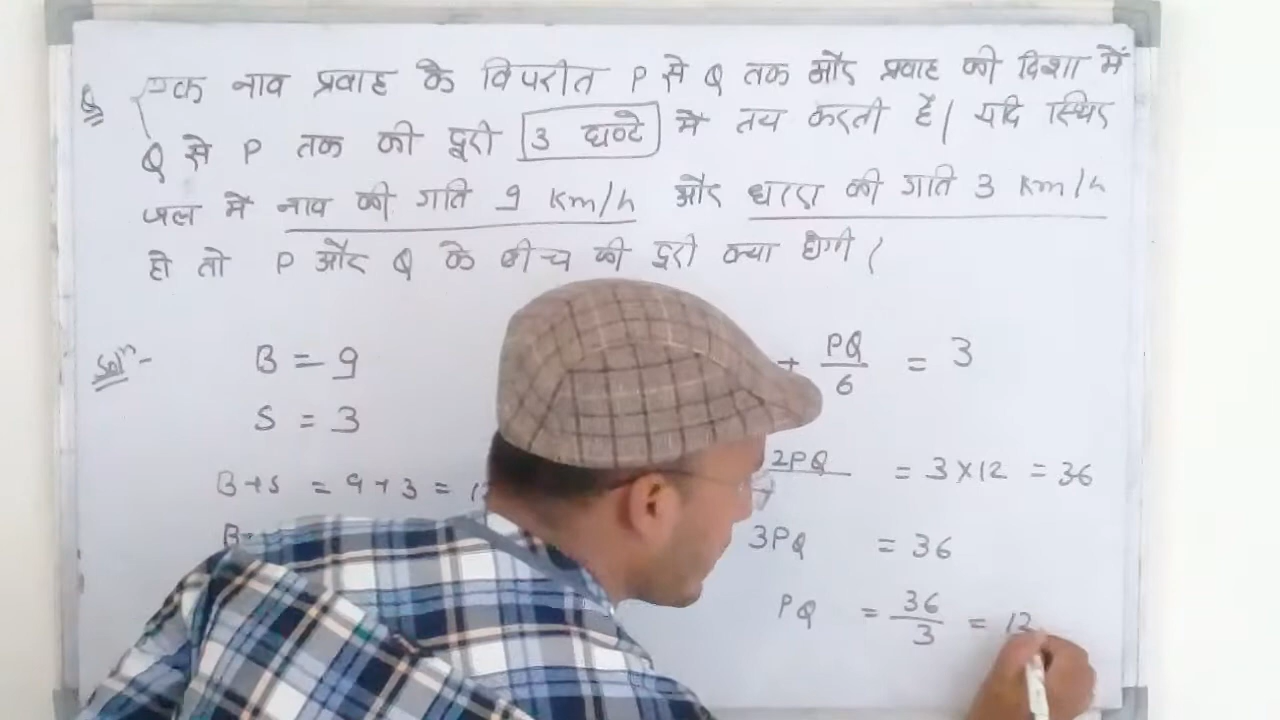 Q एक नाव प्रवाह के विपरीत P से Q तक और प्रवाह की दिशा में
Q से P तक की दूरी 3 घण्टे में तय करती है। यदि स्थिर
जल में नाव की गति 9 Km/h और धारा की गति 3 Km/h
हो तो P और Q के बीच की दूरी क्या होगी।
Solⁿ-
B = 9
S = 3
B+S = 9+3 =
B-
+ PQ/6 = 3
2PQ = 3×12 = 36
3PQ = 36
PQ = 36/3 = 12